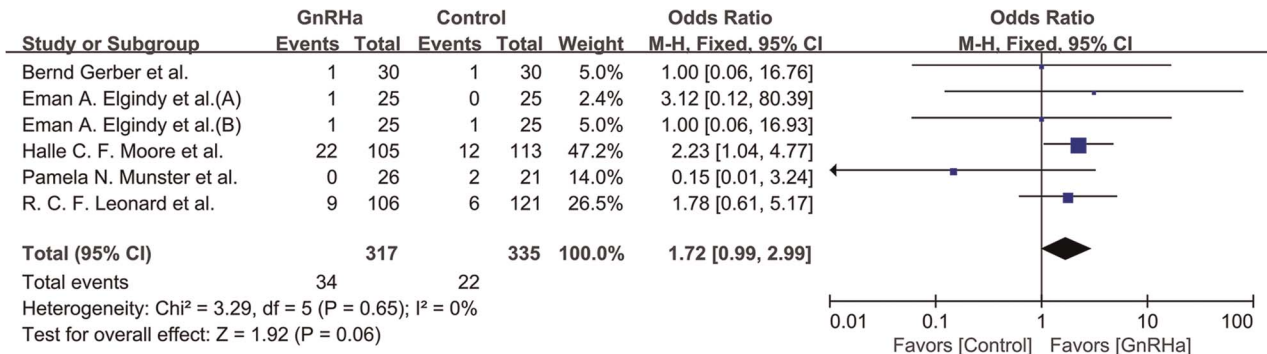 GnRHa Control Odds Ratio Odds Ratio
Study or Subgroup Events Total Events Total Weight M-H, Fixed, 95% CI M-H, Fixed, 95% CI
Bernd Gerber et al. 1 30 1 30 5.0% 1.00 [0.06, 16.76]
Eman A. Elgindy et al.(A) 1 25 0 25 2.4% 3.12 [0.12, 80.39]
Eman A. Elgindy et al.(B) 1 25 1 25 5.0% 1.00 [0.06, 16.93]
Halle C. F. Moore et al. 22 105 12 113 47.2% 2.23 [1.04, 4.77]
Pamela N. Munster et al. 0 26 2 21 14.0% 0.15 [0.01, 3.24]
R. C. F. Leonard et al. 9 106 6 121 26.5% 1.78 [0.61, 5.17]
Total (95% CI) 317 335 100.0% 1.72 [0.99, 2.99]
Total events 34 22
Heterogeneity: Chi² = 3.29, df = 5 (P = 0.65); I² = 0%
Test for overall effect: Z = 1.92 (P = 0.06)
0.01 0.1 1 10 100
Favors [Control] Favors [GnRHa]